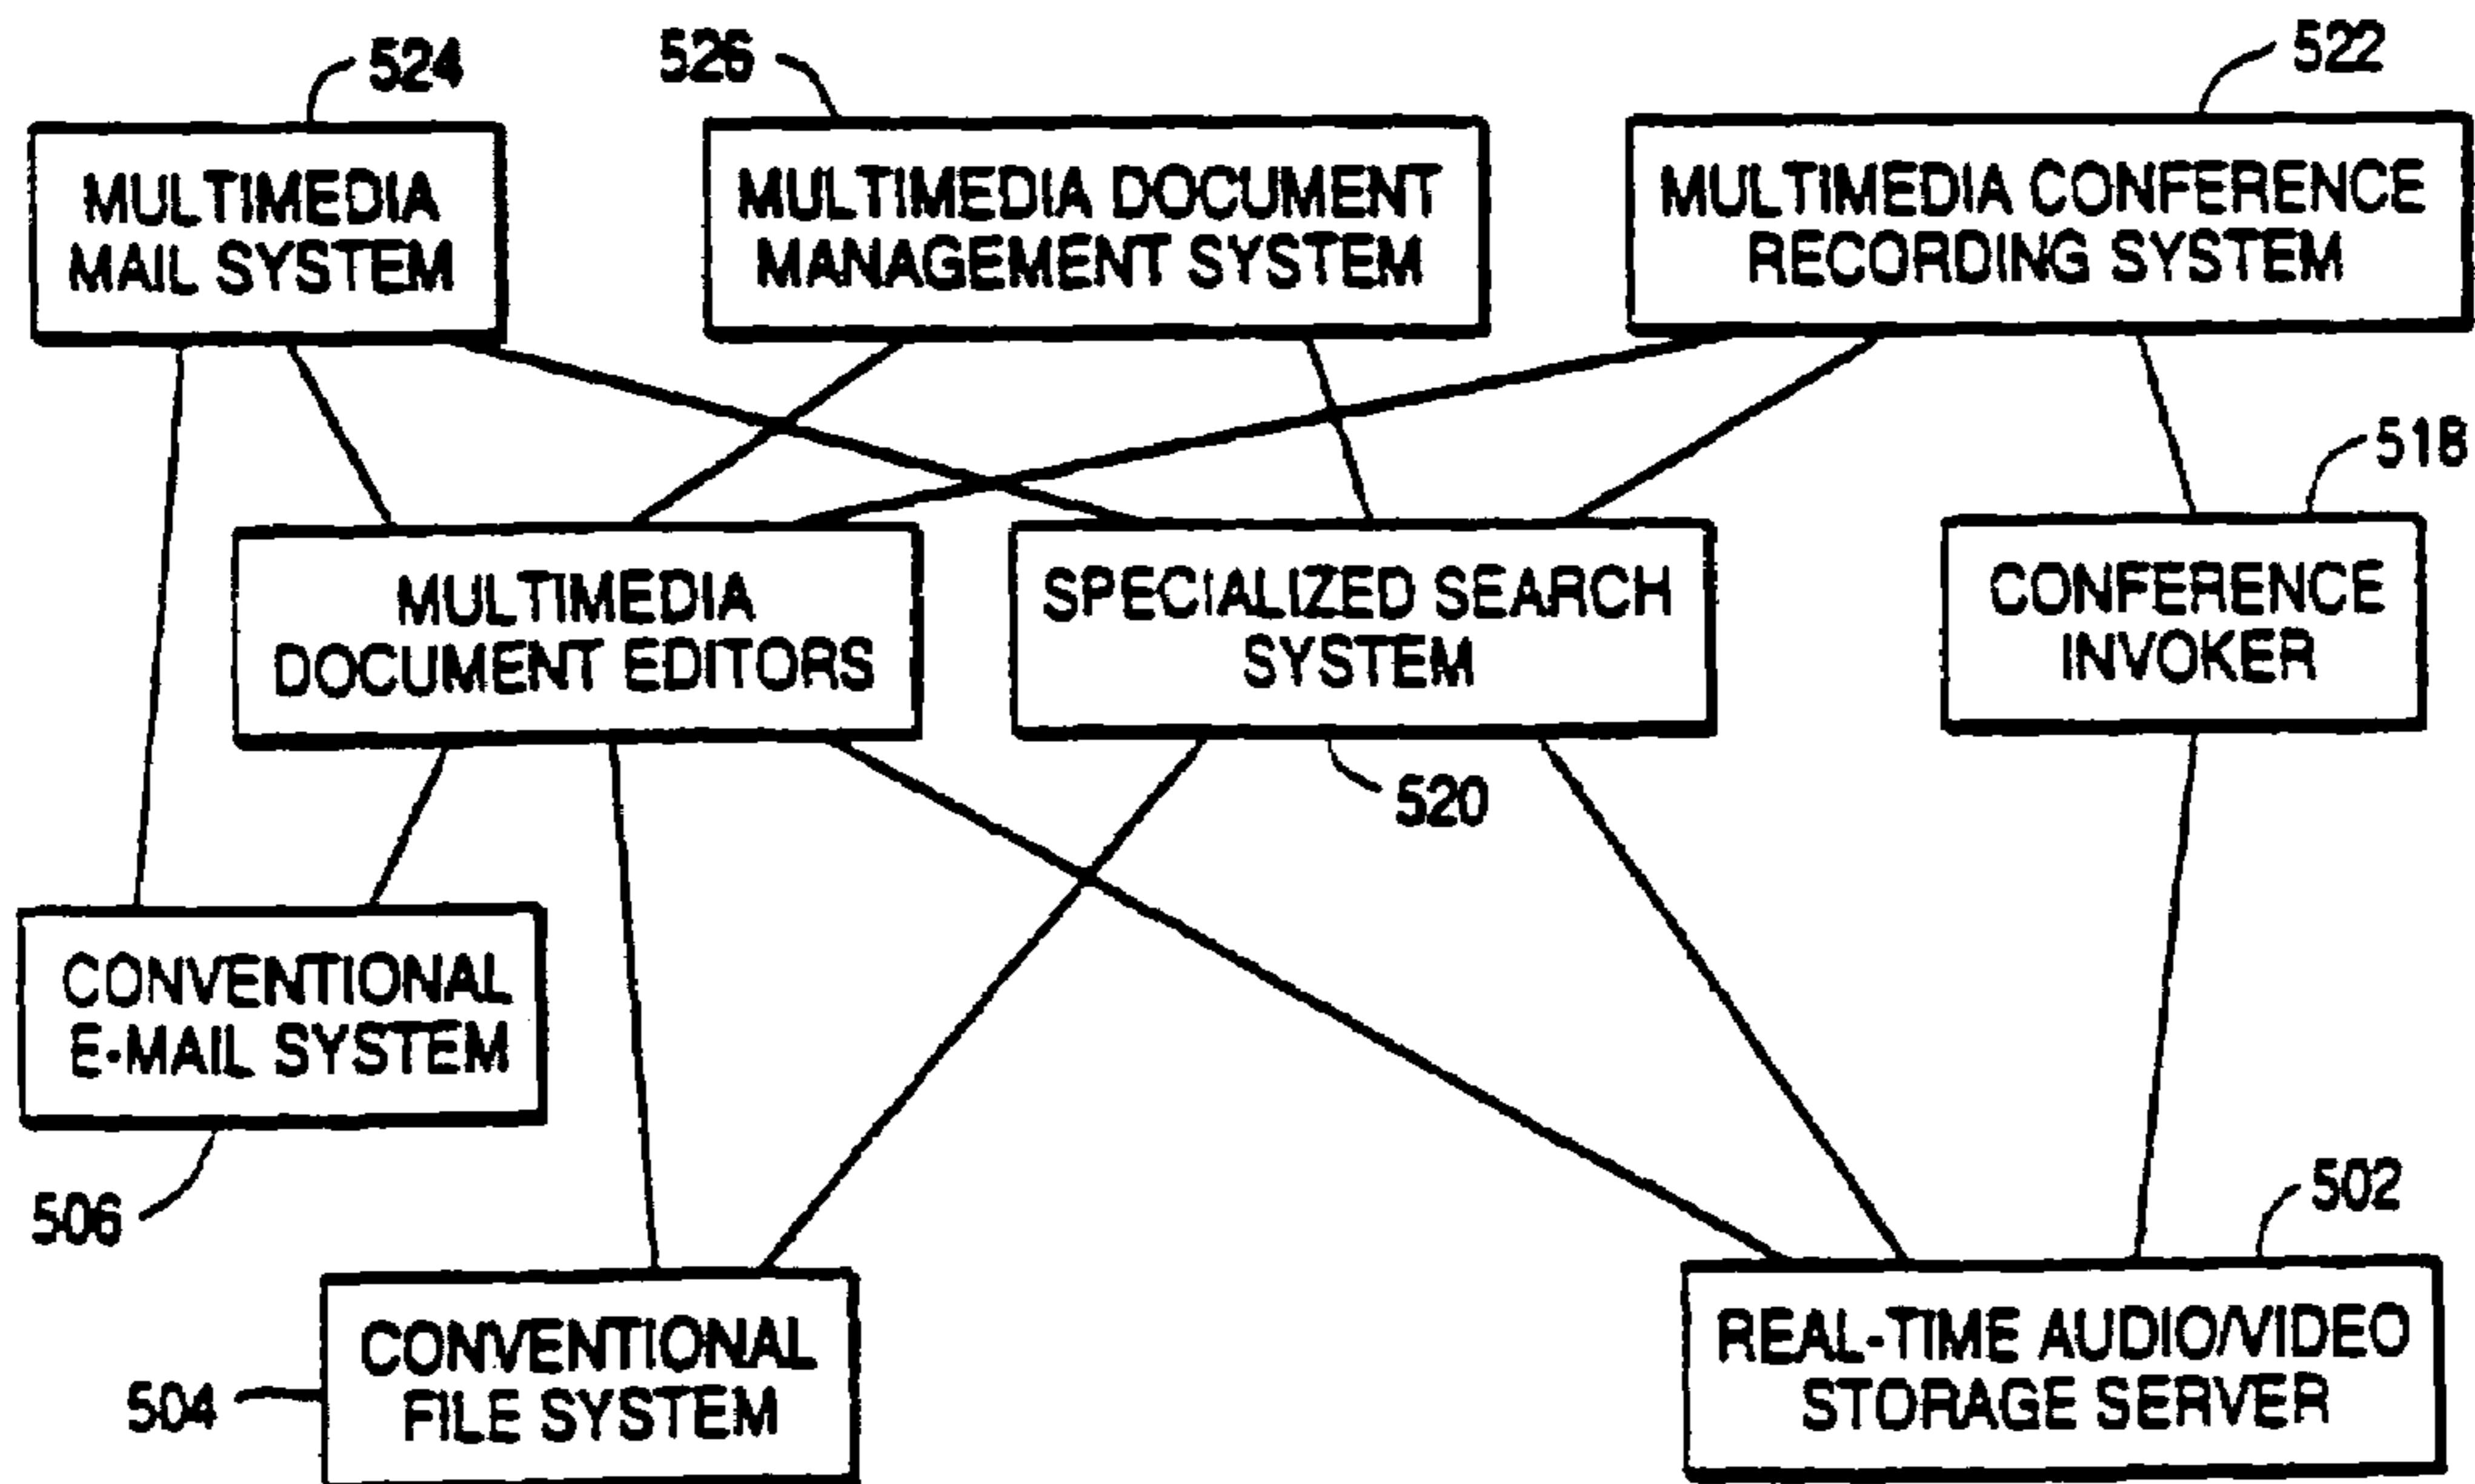 524
526
522
MULTIMEDIA
MAIL SYSTEM
MULTIMEDIA DOCUMENT
MANAGEMENT SYSTEM
MULTIMEDIA CONFERENCE
RECORDING SYSTEM
518
MULTIMEDIA
DOCUMENT EDITORS
SPECIALIZED SEARCH
SYSTEM
CONFERENCE
INVOKER
520
CONVENTIONAL
E-MAIL SYSTEM
506
502
504
CONVENTIONAL
FILE SYSTEM
REAL-TIME AUDIO/VIDEO
STORAGE SERVER